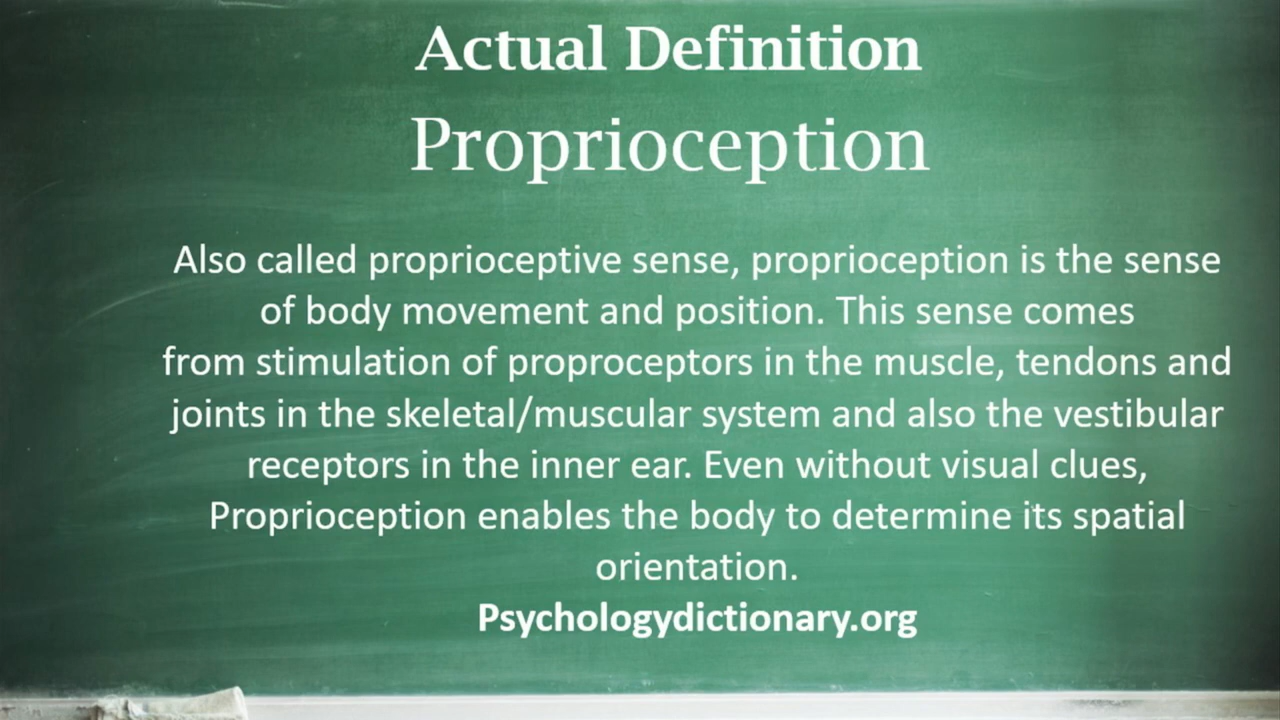 Actual Definition
Proprioception
Also called proprioceptive sense, proprioception is the sense
of body movement and position. This sense comes
from stimulation of proproceptors in the muscle, tendons and
joints in the skeletal/muscular system and also the vestibular
receptors in the inner ear. Even without visual clues,
Proprioception enables the body to determine its spatial
orientation.
Psychologydictionary.org